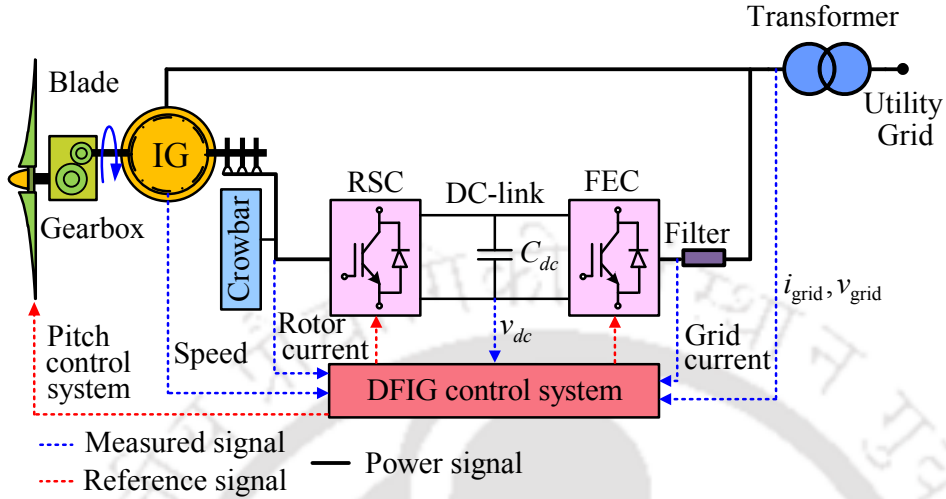 Transformer
Blade
Utility
Grid
IG
RSC
DC-link
FEC
Gearbox
Crowbar
C_dc
Filter
i_grid, v_grid
Pitch
control
system
Speed
Rotor
current
v_dc
Grid
current
DFIG control system
Measured signal
Reference signal
Power signal